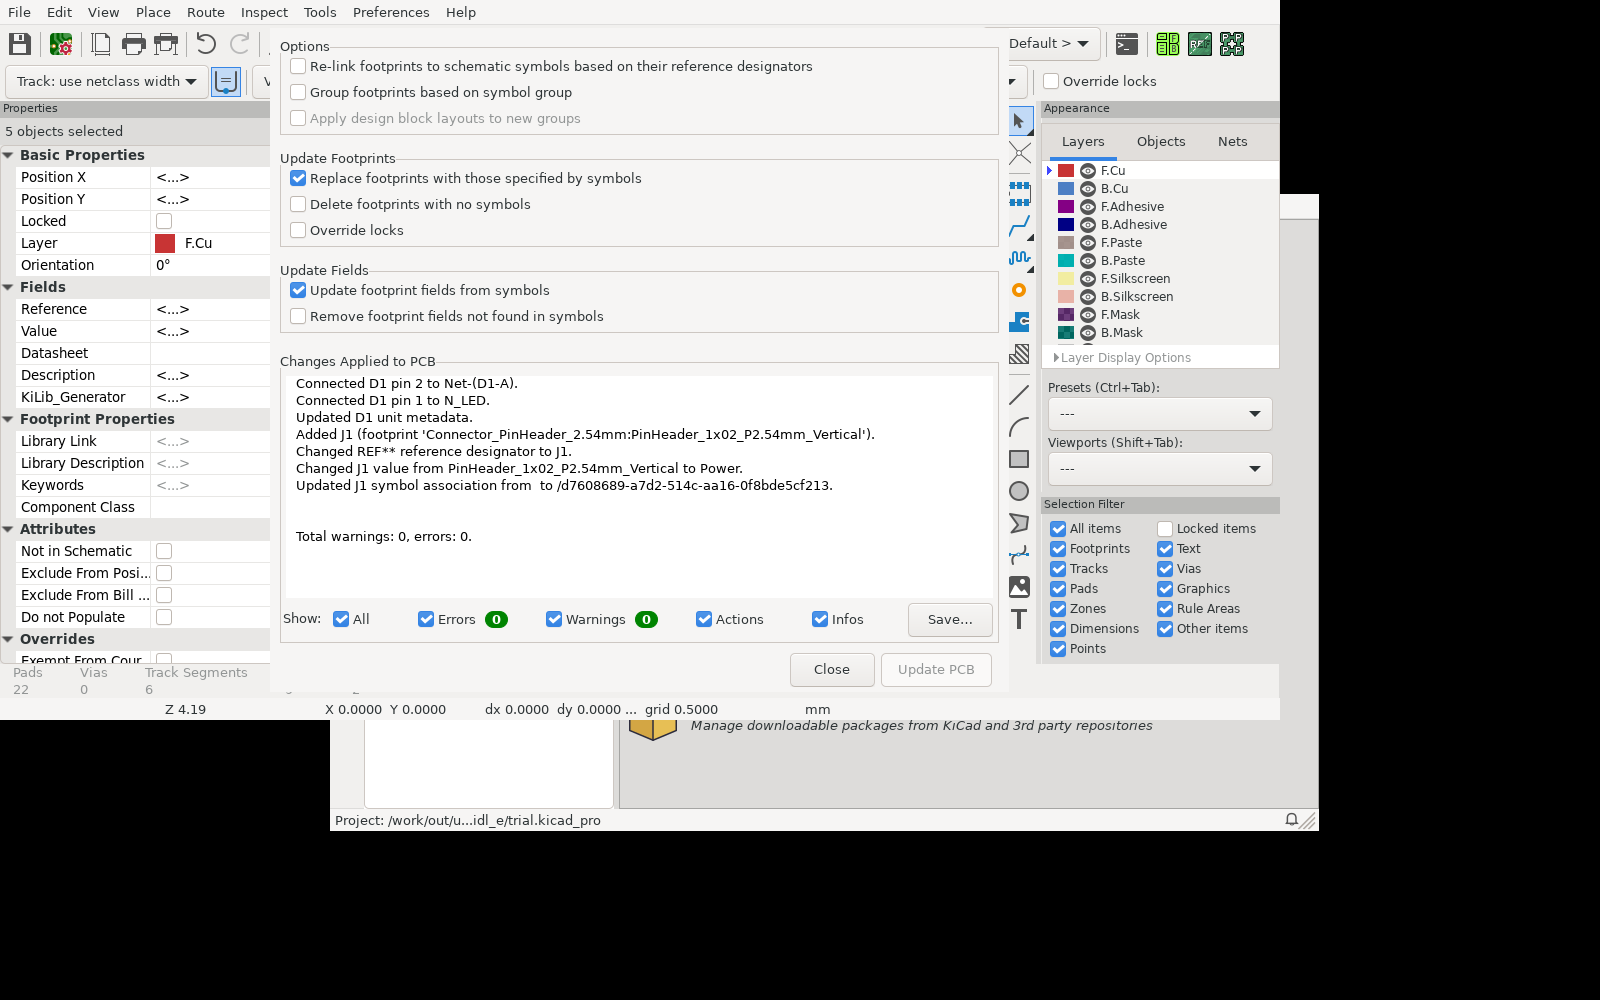 File Edit View Place Route Inspect Tools Preferences Help
Default >
Track: use netclass width
Override locks
Properties
5 objects selected
Basic Properties
Position X <...>
Position Y <...>
Locked
Layer F.Cu
Orientation 0°
Fields
Reference <...>
Value <...>
Datasheet
Description <...>
KiLib_Generator <...>
Footprint Properties
Library Link <...>
Library Description <...>
Keywords <...>
Component Class
Attributes
Not in Schematic
Exclude From Posi...
Exclude From Bill ...
Do not Populate
Overrides
Exempt From Cour
Pads Vias Track Segments
22 0 6
Options
Re-link footprints to schematic symbols based on their reference designators
Group footprints based on symbol group
Apply design block layouts to new groups
Update Footprints
Replace footprints with those specified by symbols
Delete footprints with no symbols
Override locks
Update Fields
Update footprint fields from symbols
Remove footprint fields not found in symbols
Changes Applied to PCB
Connected D1 pin 2 to Net-(D1-A).
Connected D1 pin 1 to N_LED.
Updated D1 unit metadata.
Added J1 (footprint 'Connector_PinHeader_2.54mm:PinHeader_1x02_P2.54mm_Vertical').
Changed REF** reference designator to J1.
Changed J1 value from PinHeader_1x02_P2.54mm_Vertical to Power.
Updated J1 symbol association from  to /d7608689-a7d2-514c-aa16-0f8bde5cf213.
Total warnings: 0, errors: 0.
Show: All Errors 0 Warnings 0 Actions Infos Save...
Close Update PCB
Appearance
Layers Objects Nets
F.Cu
B.Cu
F.Adhesive
B.Adhesive
F.Paste
B.Paste
F.Silkscreen
B.Silkscreen
F.Mask
B.Mask
Layer Display Options
Presets (Ctrl+Tab):
---
Viewports (Shift+Tab):
---
Selection Filter
All items Locked items
Footprints Text
Tracks Vias
Pads Graphics
Zones Rule Areas
Dimensions Other items
Points
Z 4.19 X 0.0000 Y 0.0000 dx 0.0000 dy 0.0000 ... grid 0.5000 mm
Manage downloadable packages from KiCad and 3rd party repositories
Project: /work/out/u...idl_e/trial.kicad_pro